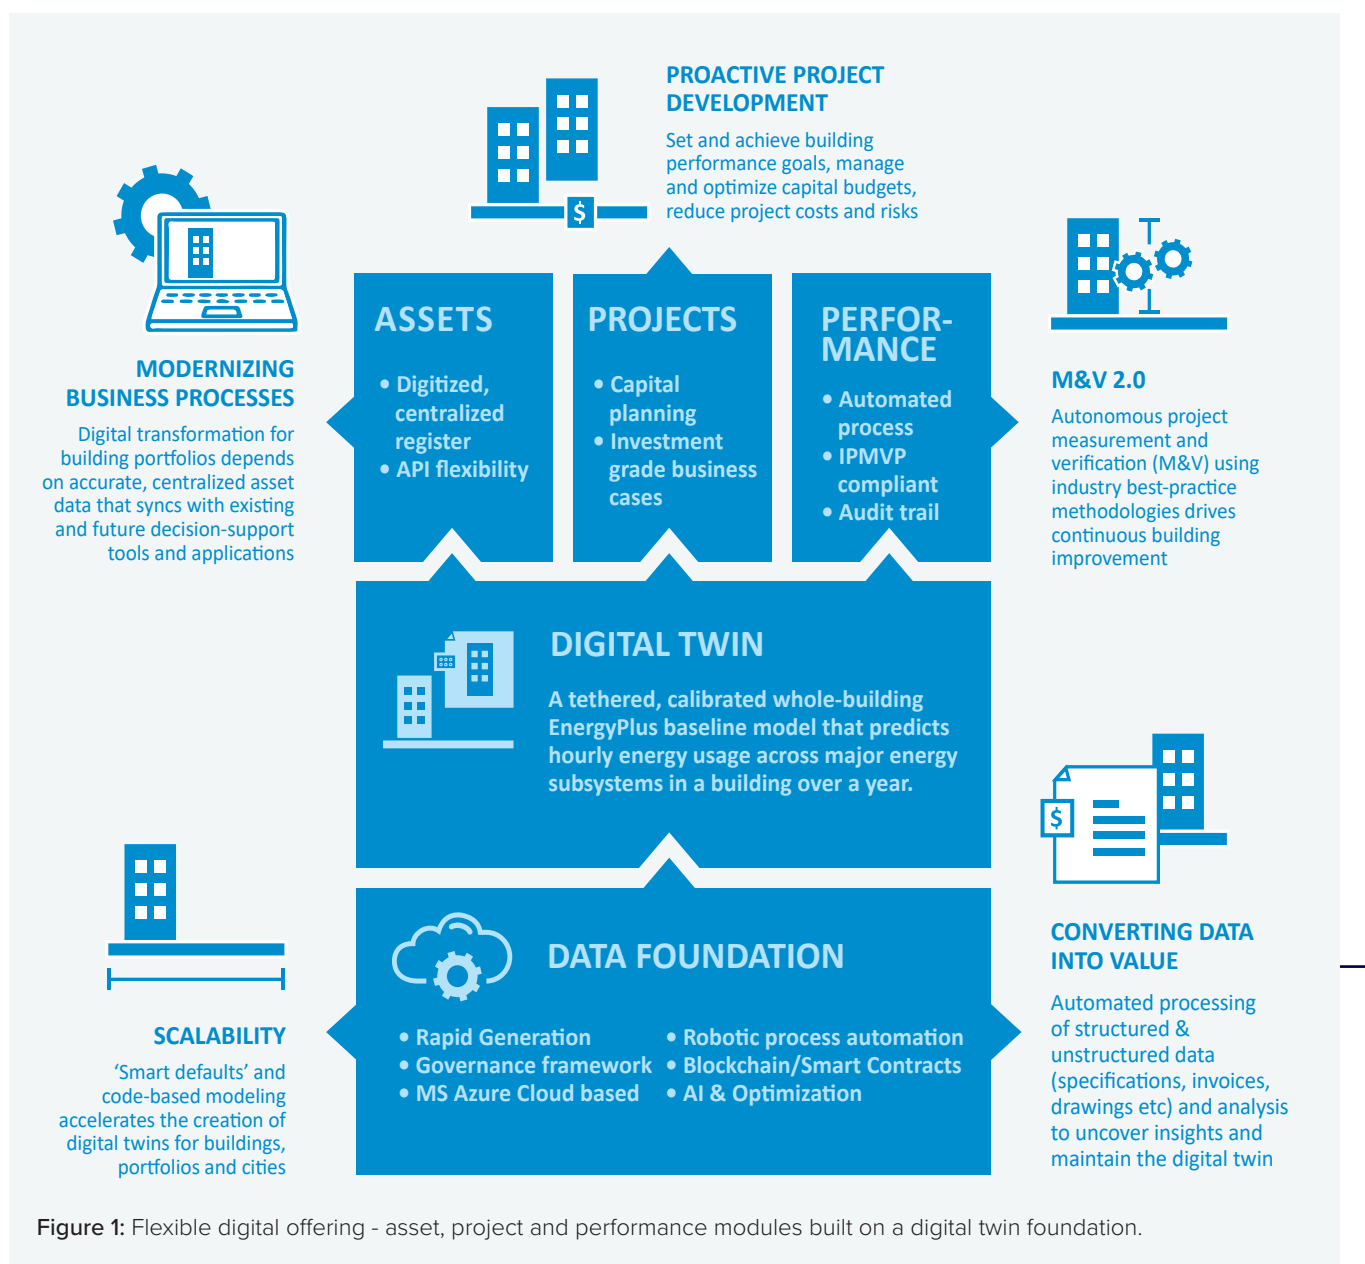 PROACTIVE PROJECT
DEVELOPMENT
Set and achieve building
performance goals, manage
and optimize capital budgets,
reduce project costs and risks
$
MODERNIZING
BUSINESS PROCESSES
Digital transformation for
building portfolios depends
on accurate, centralized asset
data that syncs with existing
and future decision-support
tools and applications
ASSETS
• Digitized,
centralized
register
• API flexibility
PROJECTS
• Capital
planning
• Investment
grade business
cases
PERFOR-
MANCE
• Automated
process
• IPMVP
compliant
• Audit trail
M&V 2.0
Autonomous project
measurement and
verification (M&V) using
industry best-practice
methodologies drives
continuous building
improvement
DIGITAL TWIN
A tethered, calibrated whole-building
EnergyPlus baseline model that predicts
hourly energy usage across major energy
subsystems in a building over a year.
SCALABILITY
‘Smart defaults’ and
code-based modeling
accelerates the creation of
digital twins for buildings,
portfolios and cities
DATA FOUNDATION
• Rapid Generation
• Governance framework
• MS Azure Cloud based
• Robotic process automation
• Blockchain/Smart Contracts
• AI & Optimization
$
CONVERTING DATA
INTO VALUE
Automated processing
of structured &
unstructured data
(specifications, invoices,
drawings etc) and analysis
to uncover insights and
maintain the digital twin
Figure 1: Flexible digital offering - asset, project and performance modules built on a digital twin foundation.